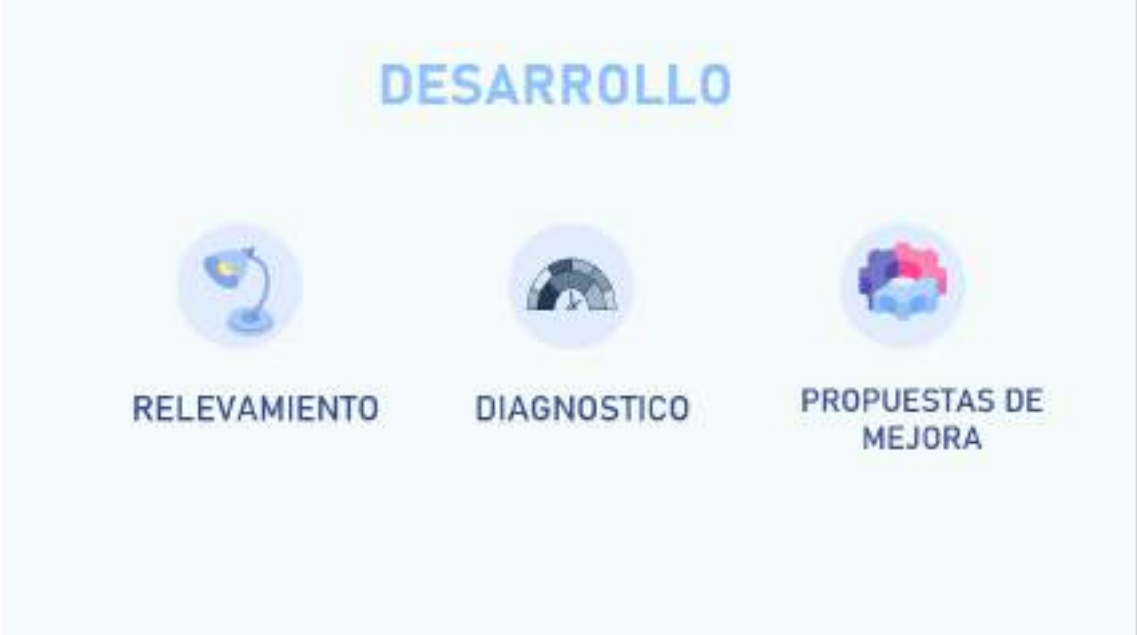 DESARROLLO
RELEVAMIENTO
DIAGNOSTICO
PROPUESTAS DE
MEJORA